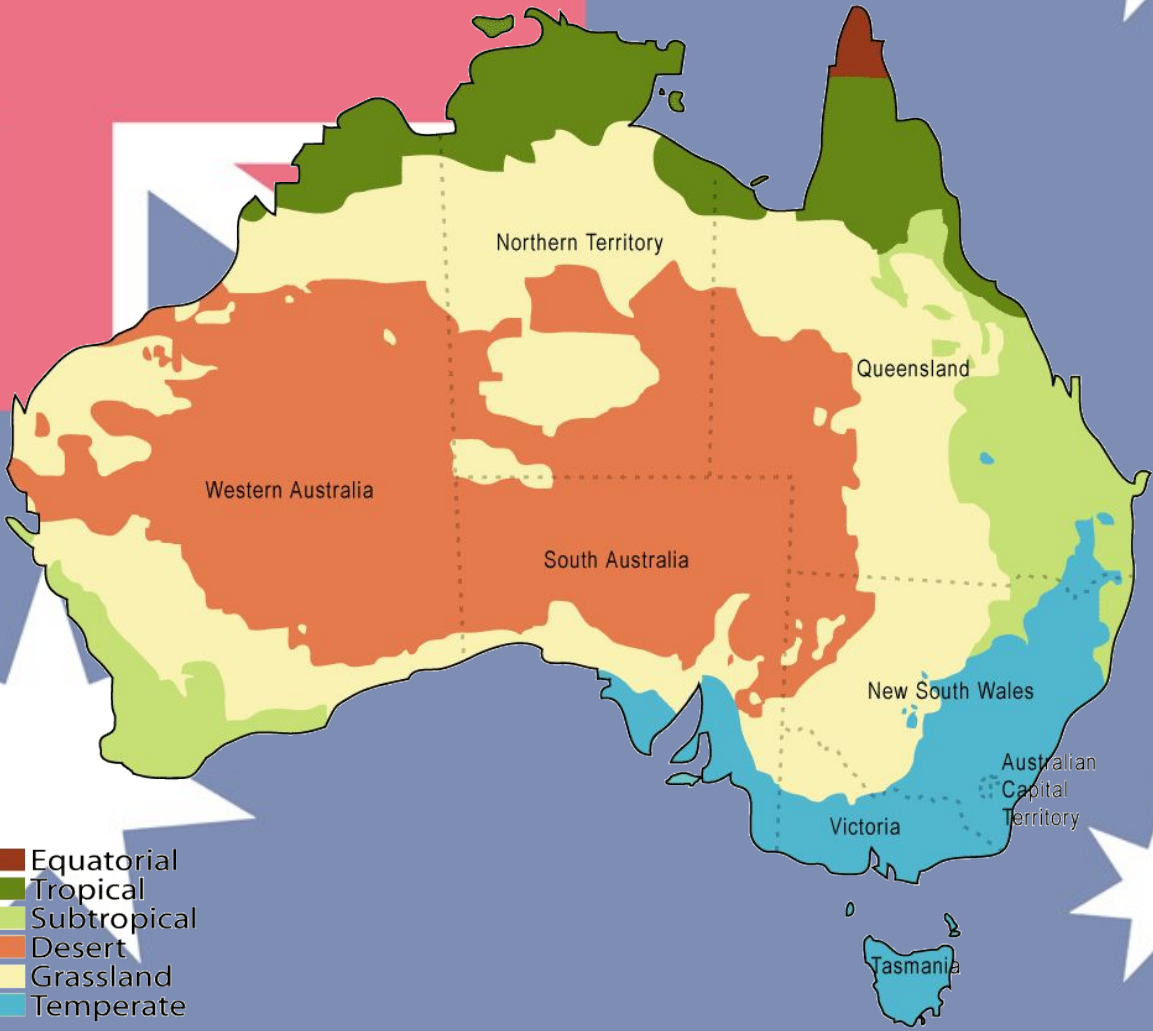 Northern Territory
Queensland
Western Australia
South Australia
New South Wales
Australian
Capital
Territory
Victoria
Tasmania
Equatorial
Tropical
Subtropical
Desert
Grassland
Temperate